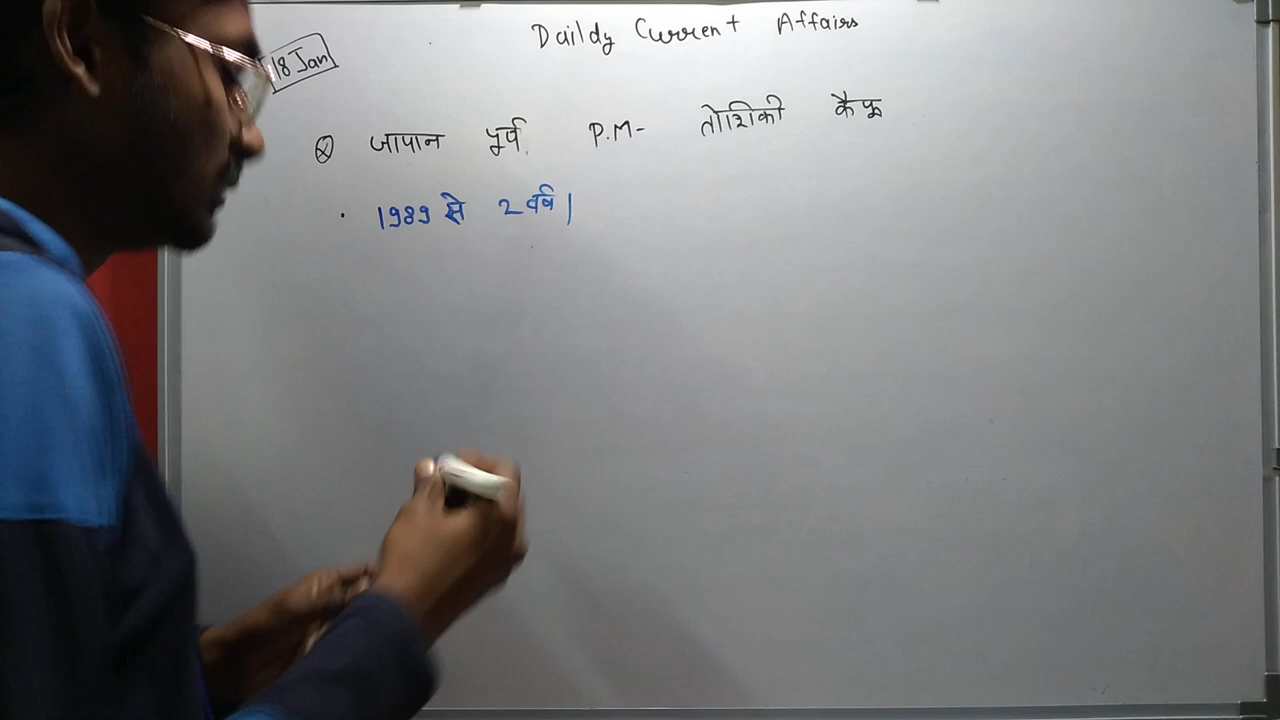 Daildy Current Affairs
18 Jan
जापान पूर्व P.M- तोशिकी कैफू
· 1989 से 2 वर्ष।